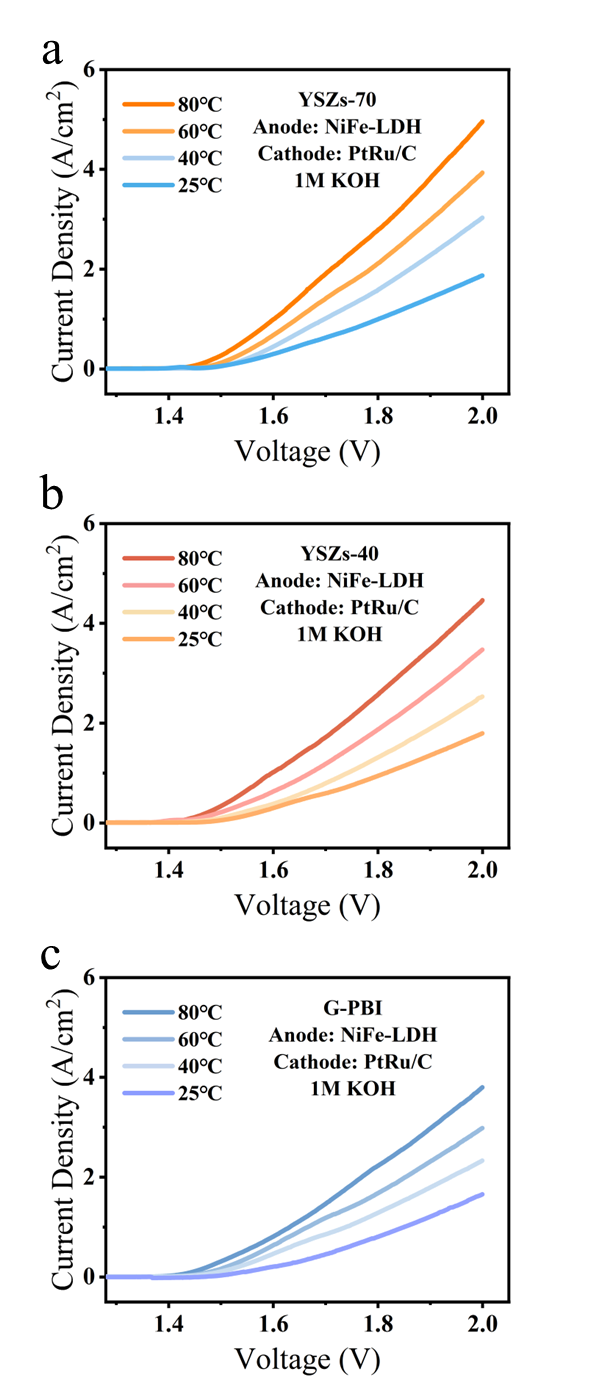 a
Current Density (A/cm²)
6
4
2
0
80℃
60℃
40℃
25℃
YSZs-70
Anode: NiFe-LDH
Cathode: PtRu/C
1M KOH
1.4 1.6 1.8 2.0
Voltage (V)
b
Current Density (A/cm²)
6
4
2
0
80℃
60℃
40℃
25℃
YSZs-40
Anode: NiFe-LDH
Cathode: PtRu/C
1M KOH
1.4 1.6 1.8 2.0
Voltage (V)
c
Current Density (A/cm²)
6
4
2
0
80℃
60℃
40℃
25℃
G-PBI
Anode: NiFe-LDH
Cathode: PtRu/C
1M KOH
1.4 1.6 1.8 2.0
Voltage (V)